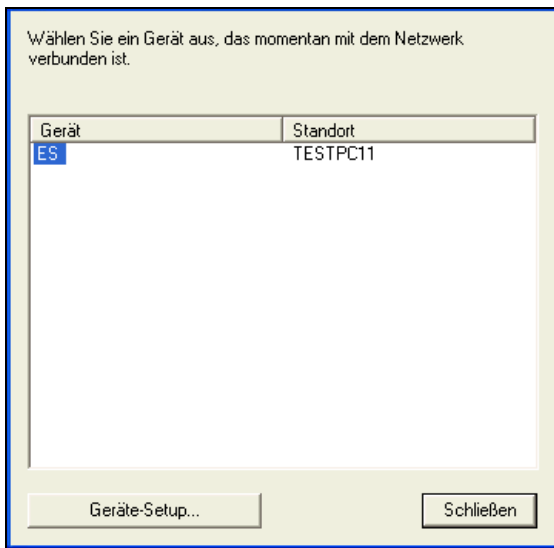 Wählen Sie ein Gerät aus, das momentan mit dem Netzwerk
verbunden ist.
Gerät Standort
ES TESTPC11
Geräte-Setup... Schließen